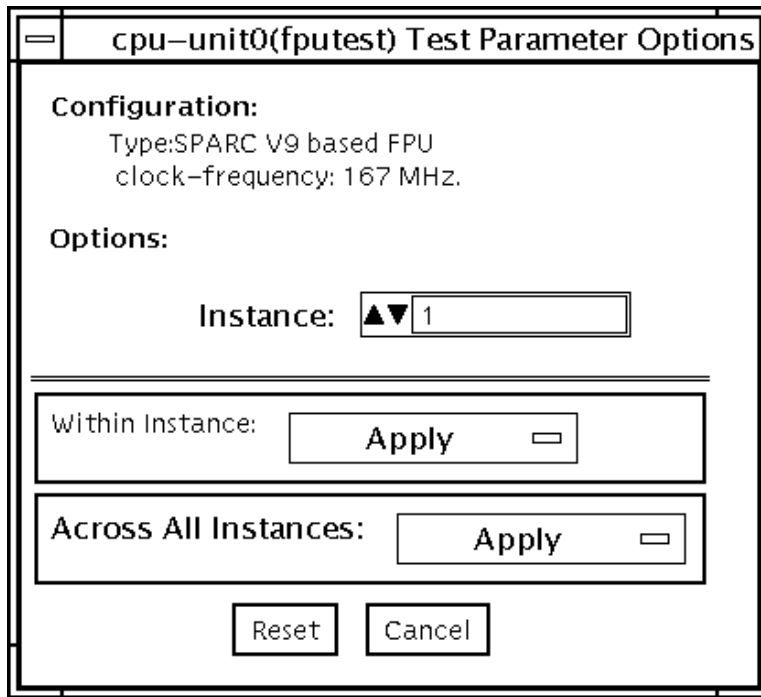 cpu-unit0(fputest) Test Parameter Options
Configuration:
Type:SPARC V9 based FPU
clock-frequency: 167 MHz.
Options:
Instance: 1
Within Instance: Apply
Across All Instances: Apply
Reset Cancel